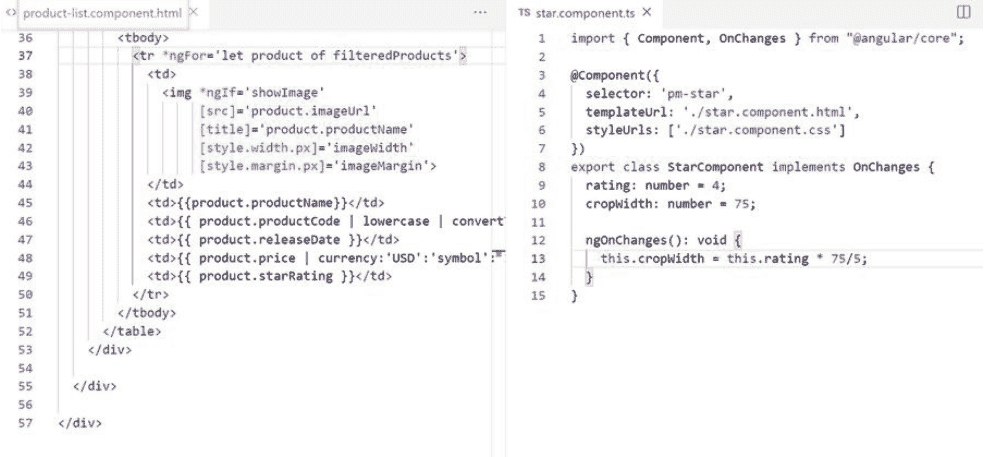 product-list.component.html
36 <tbody>
37 <tr *ngFor='let product of filteredProducts'>
38 <td>
39 <img *ngIf='showImage'
40 [src]='product.imageUrl'
41 [title]='product.productName'
42 [style.width.px]='imageWidth'
43 [style.margin.px]='imageMargin'>
44 </td>
45 <td>{{product.productName}}</td>
46 <td>{{ product.productCode | lowercase | convert
47 <td>{{ product.releaseDate }}</td>
48 <td>{{ product.price | currency:'USD':'symbol':
49 <td>{{ product.starRating }}</td>
50 </tr>
51 </tbody>
52 </table>
53 </div>
54
55 </div>
56
57 </div>
TS star.component.ts
1 import { Component, OnChanges } from "@angular/core";
2
3 @Component({
4 selector: 'pm-star',
5 templateUrl: './star.component.html',
6 styleUrls: ['./star.component.css']
7 })
8 export class StarComponent implements OnChanges {
9 rating: number = 4;
10 cropWidth: number = 75;
11
12 ngOnChanges(): void {
13 this.cropWidth = this.rating * 75/5;
14 }
15 }